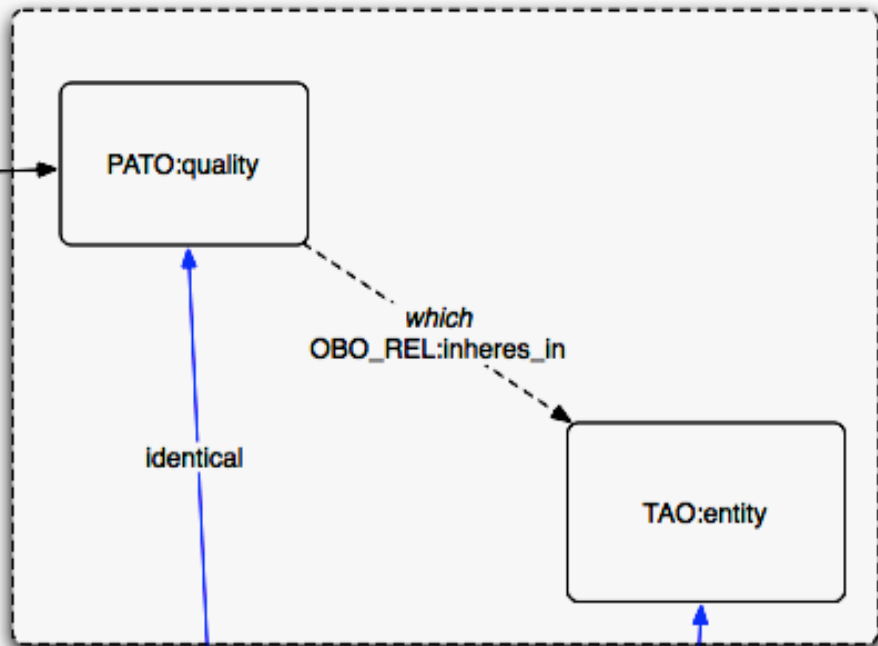 PATO:quality
which
OBO_REL:inheres_in
identical
TAO:entity